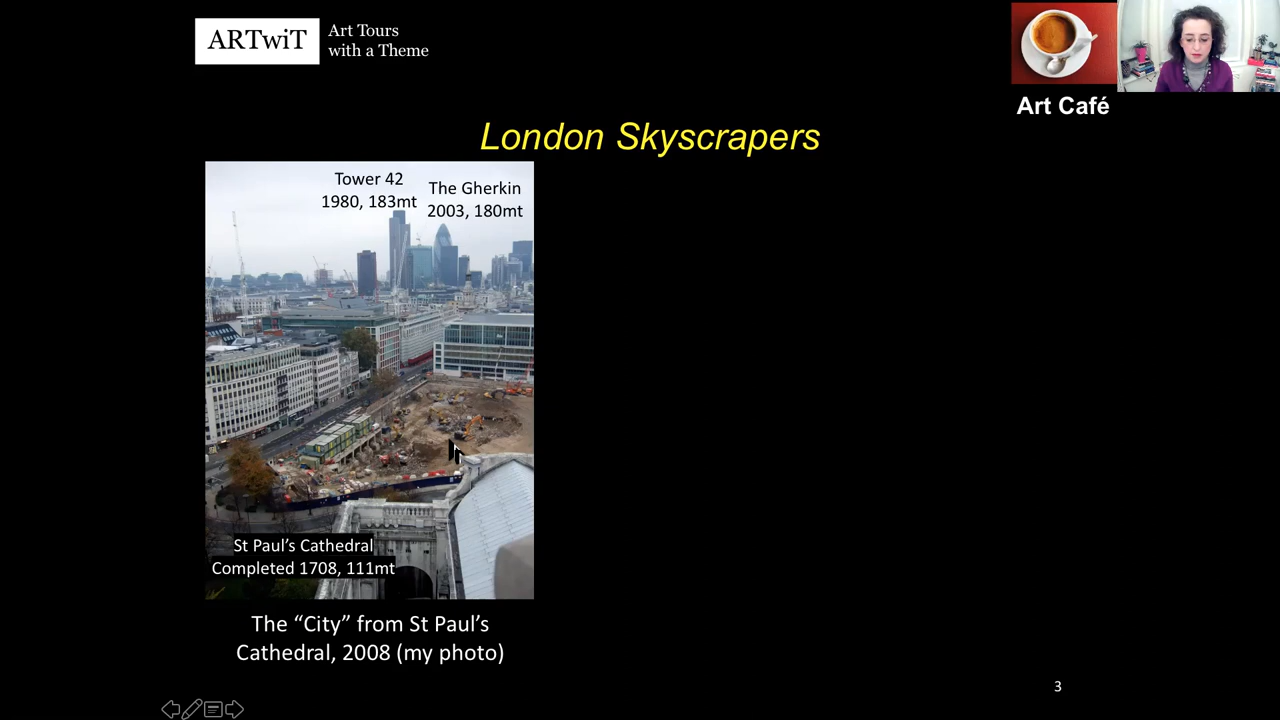 ARTwiT
Art Tours
with a Theme
Art Café
London Skyscrapers
Tower 42
1980, 183mt
The Gherkin
2003, 180mt
St Paul’s Cathedral
Completed 1708, 111mt
The “City” from St Paul’s
Cathedral, 2008 (my photo)
3